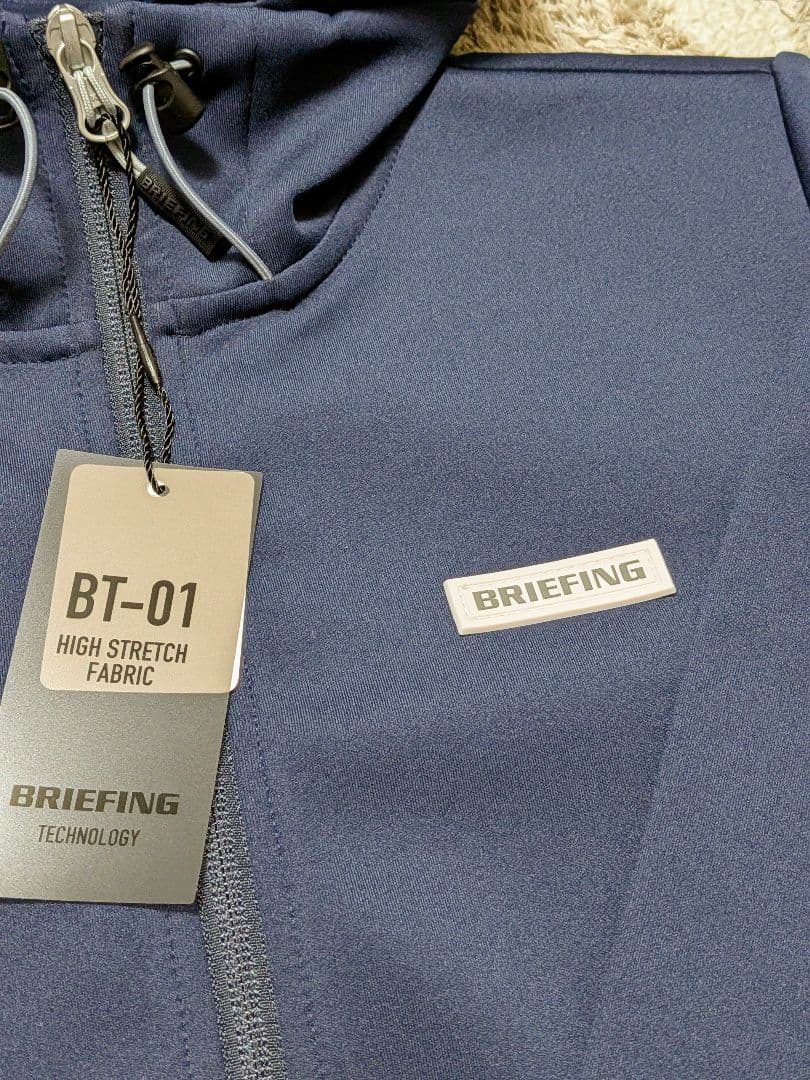 BRIEFING
BT-01
HIGH STRETCH
FABRIC
BRIEFING
TECHNOLOGY
BRIEFING